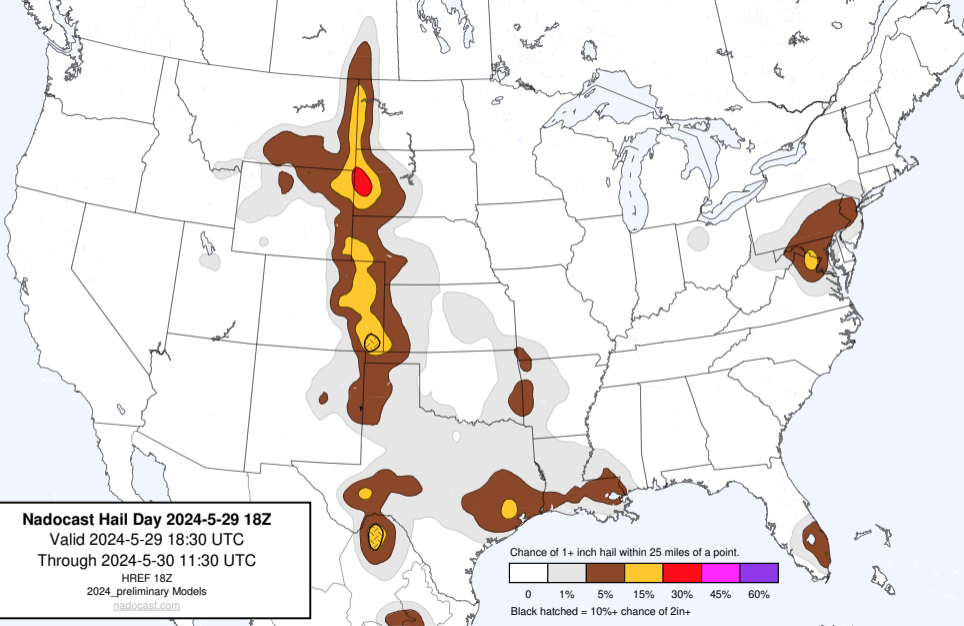 Nadocast Hail Day 2024-5-29 18Z
Valid 2024-5-29 18:30 UTC
Through 2024-5-30 11:30 UTC
HREF 18Z
2024_preliminary Models
nadocast.com
Chance of 1+ inch hail within 25 miles of a point.
0 1% 5% 15% 30% 45% 60%
Black hatched = 10%+ chance of 2in+